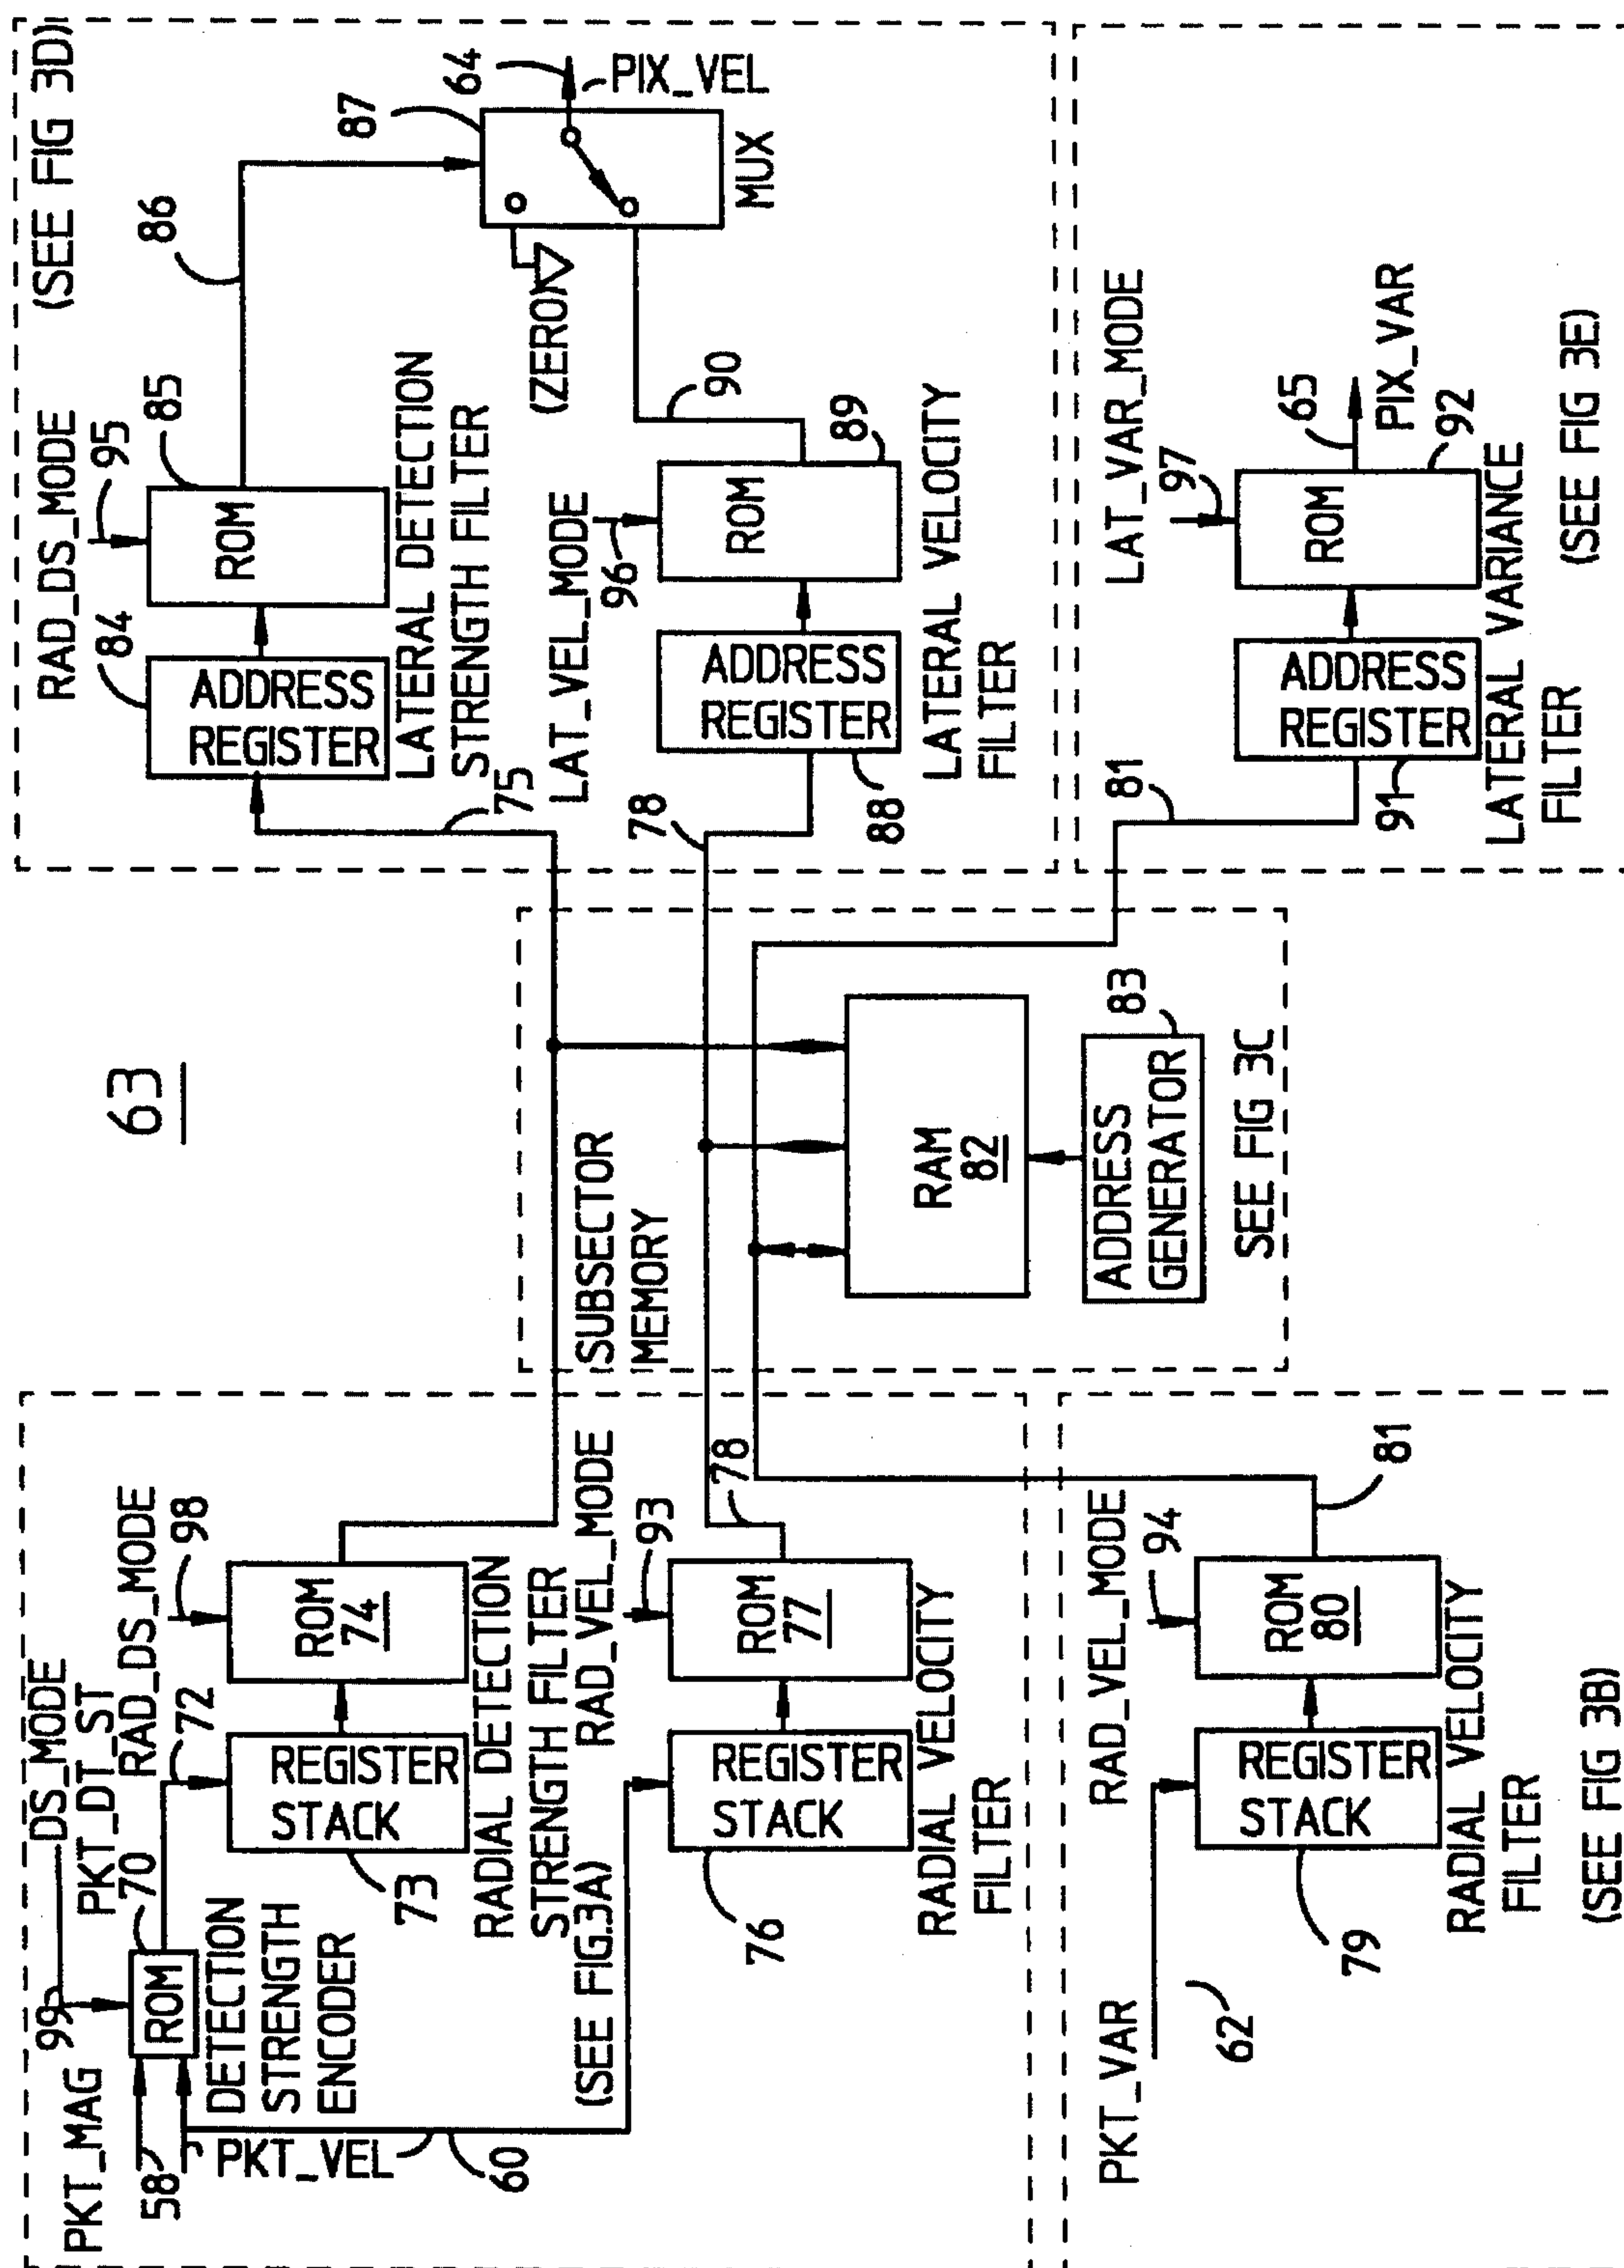 63
99
DS_MODE
PKT_MAG
PKT_DT_ST
58
70
ROM
RAD_DS_MODE
72
98
DETECTION
STRENGTH
ENCODER
PKT_VEL
60
REGISTER
STACK
73
ROM
74
RADIAL DETECTION
STRENGTH FILTER
(SEE FIG.3A)
RAD_VEL_MODE
93
REGISTER
STACK
76
ROM
77
78
RADIAL VELOCITY
FILTER
PKT_VAR
62
RAD_VEL_MODE
94
REGISTER
STACK
79
ROM
80
81
RADIAL VELOCITY
FILTER
(SEE FIG 3B)
SUBSECTOR
MEMORY
RAM
82
83
ADDRESS
GENERATOR
SEE FIG 3C
(SEE FIG 3D)
RAD_DS_MODE
95
84
85
86
ADDRESS
REGISTER
ROM
LATERAL DETECTION
STRENGTH FILTER
75
87
64
PIX_VEL
MUX
(ZERO)
LAT_VEL_MODE
96
78
ADDRESS
REGISTER
88
ROM
89
90
LATERAL VELOCITY
FILTER
LAT_VAR_MODE
97
81
ADDRESS
REGISTER
91
ROM
92
65
PIX_VAR
LATERAL VARIANCE
FILTER
(SEE FIG 3E)